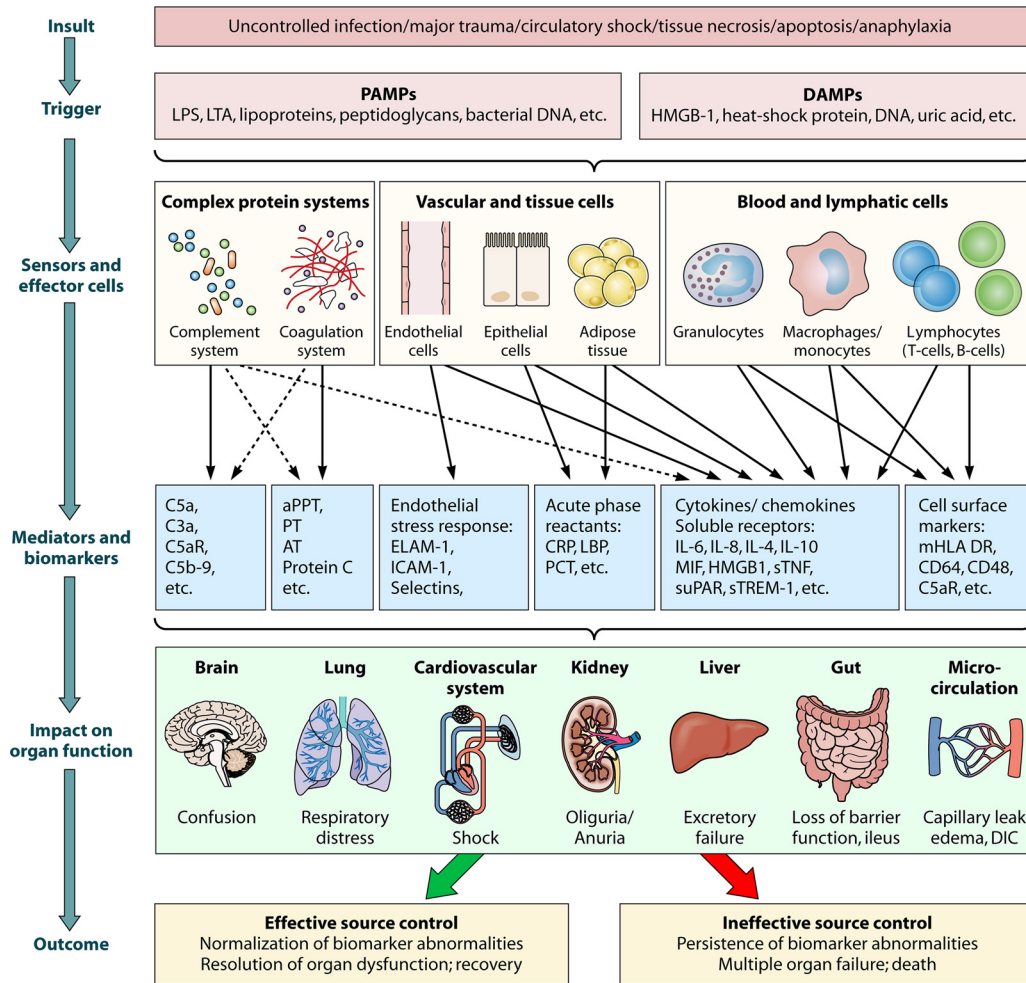 Insult
Uncontrolled infection/major trauma/circulatory shock/tissue necrosis/apoptosis/anaphylaxia
Trigger
PAMPs
LPS, LTA, lipoproteins, peptidoglycans, bacterial DNA, etc.
DAMPs
HMGB-1, heat-shock protein, DNA, uric acid, etc.
Sensors and
effector cells
Complex protein systems
Complement
system
Coagulation
system
Vascular and tissue cells
Endothelial
cells
Epithelial
cells
Adipose
tissue
Blood and lymphatic cells
Granulocytes
Macrophages/
monocytes
Lymphocytes
(T-cells, B-cells)
Mediators and
biomarkers
C5a,
C3a,
C5aR,
C5b-9,
etc.
aPPT,
PT
AT
Protein C
etc.
Endothelial
stress response:
ELAM-1,
ICAM-1,
Selectins,
Acute phase
reactants:
CRP, LBP,
PCT, etc.
Cytokines/ chemokines
Soluble receptors:
IL-6, IL-8, IL-4, IL-10
MIF, HMGB1, sTNF,
suPAR, sTREM-1, etc.
Cell surface
markers:
mHLA DR,
CD64, CD48,
C5aR, etc.
Impact on
organ function
Brain
Confusion
Lung
Respiratory
distress
Cardiovascular
system
Shock
Kidney
Oliguria/
Anuria
Liver
Excretory
failure
Gut
Loss of barrier
function, ileus
Micro-
circulation
Capillary leak
edema, DIC
Outcome
Effective source control
Normalization of biomarker abnormalities
Resolution of organ dysfunction; recovery
Ineffective source control
Persistence of biomarker abnormalities
Multiple organ failure; death